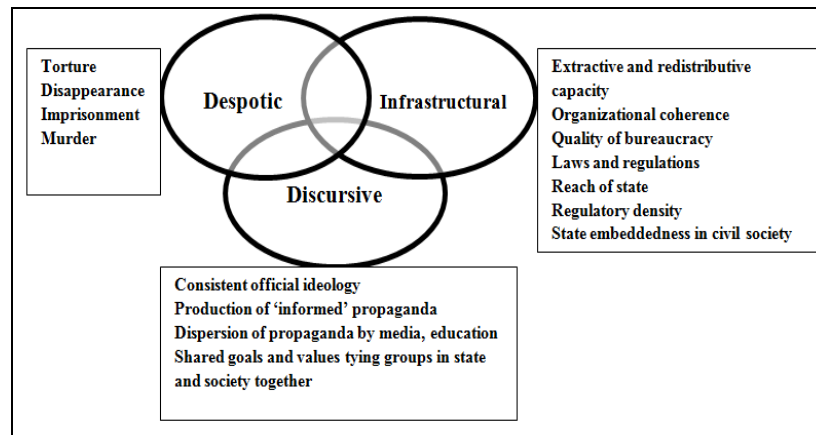 Torture
Disappearance
Imprisonment
Murder
Despotic
Infrastructural
Discursive
Extractive and redistributive
capacity
Organizational coherence
Quality of bureaucracy
Laws and regulations
Reach of state
Regulatory density
State embeddedness in civil society
Consistent official ideology
Production of ‘informed’ propaganda
Dispersion of propaganda by media, education
Shared goals and values tying groups in state
and society together